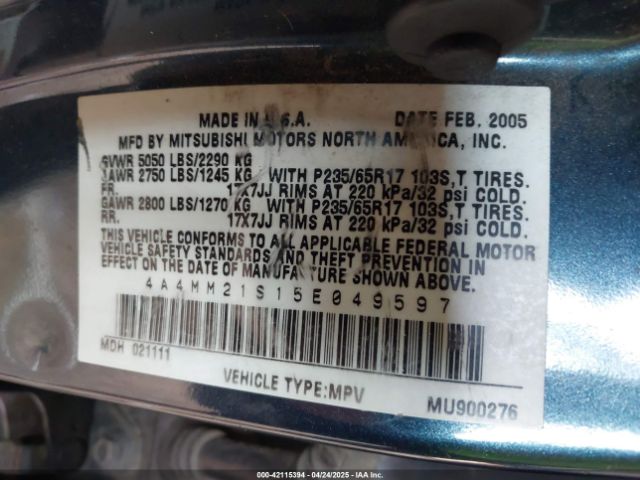 MADE IN U.S.A. DATE FEB. 2005
MFD BY MITSUBISHI MOTORS NORTH AMERICA, INC.
GVWR 5050 LBS/2290 KG
GAWR 2750 LBS/1245 KG WITH P235/65R17 103S,T TIRES.
FR. 17X7JJ RIMS AT 220 kPa/32 psi COLD.
GAWR 2800 LBS/1270 KG WITH P235/65R17 103S,T TIRES.
RR. 17X7JJ RIMS AT 220 kPa/32 psi COLD.
THIS VEHICLE CONFORMS TO ALL APPLICABLE FEDERAL MOTOR
VEHICLE SAFETY STANDARDS AND THEFT PREVENTION IN
EFFECT ON THE DATE OF MANUFACTURE SHOWN ABOVE.
4A4MM21S15E049597
MDH 021111
VEHICLE TYPE:MPV
MU900276
000-42115394 04/24/2025 IAAI.COM